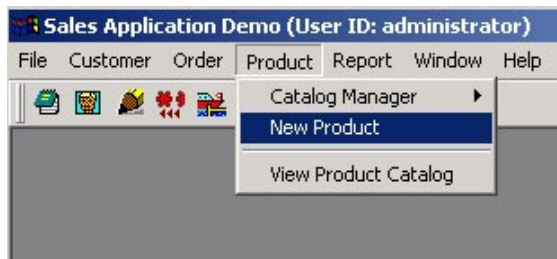 Sales Application Demo (User ID: administrator)
File Customer Order Product Report Window Help
Catalog Manager
New Product
View Product Catalog